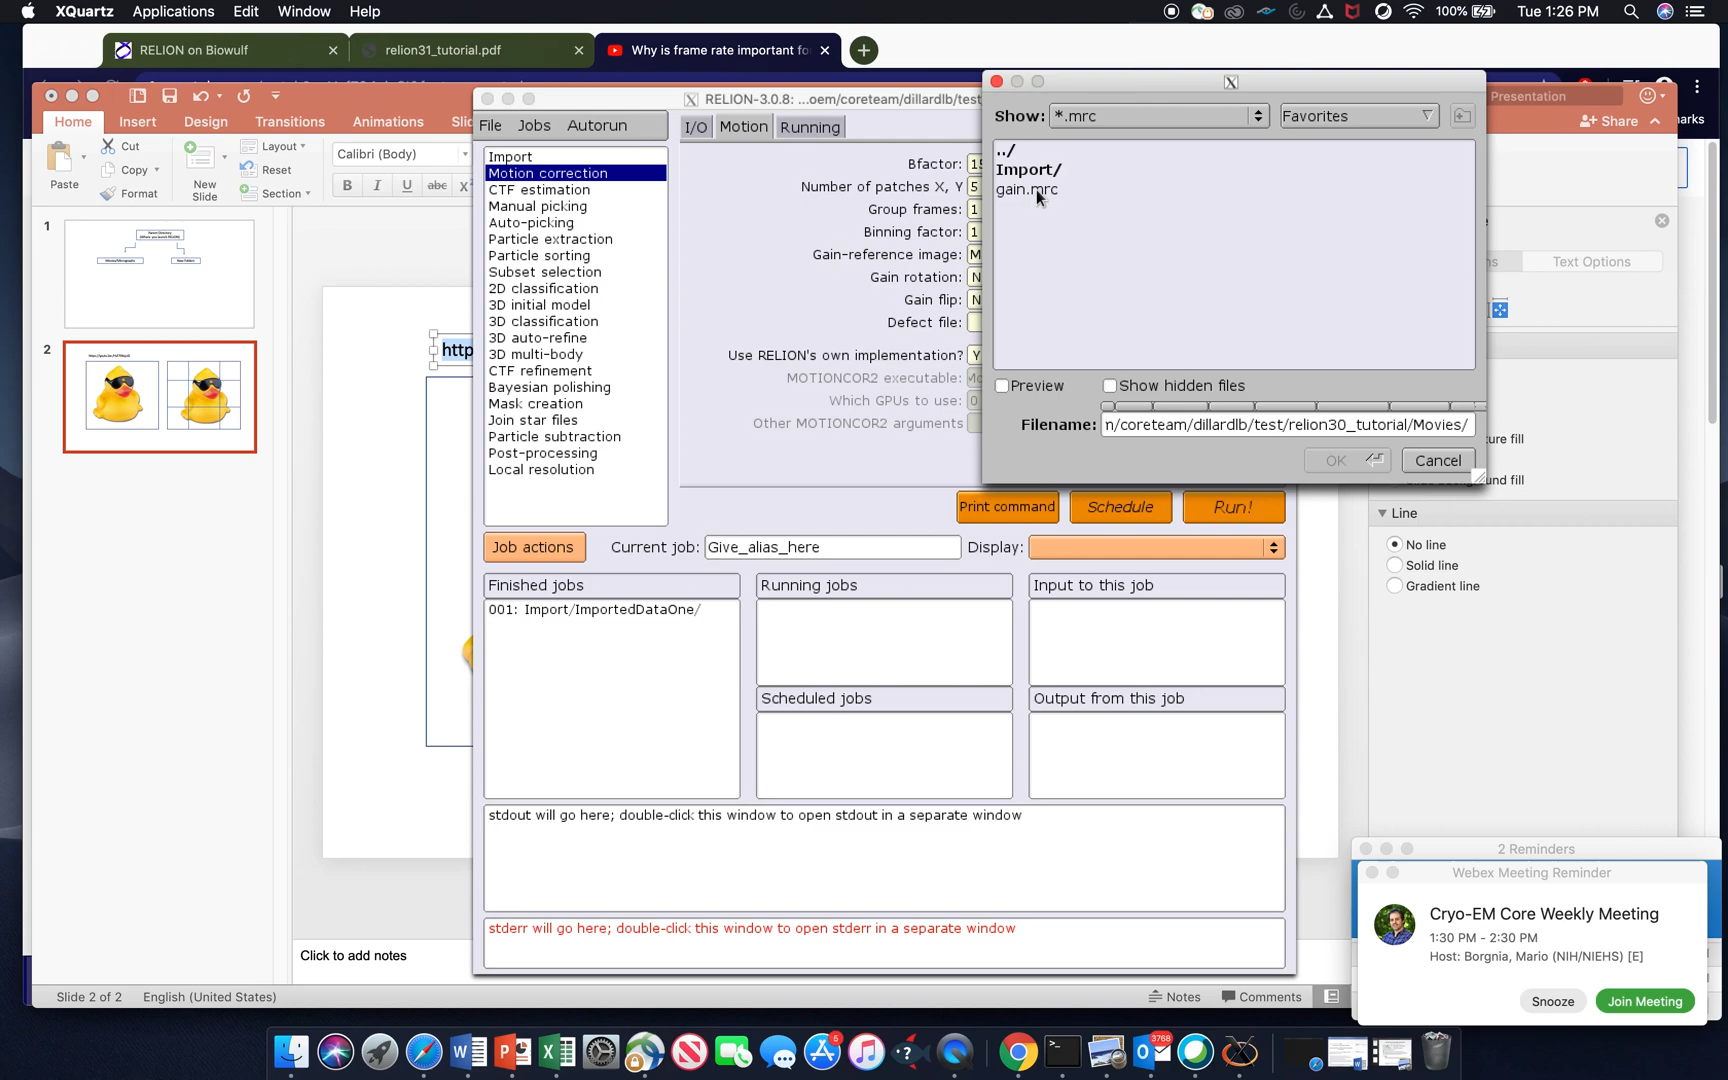 XQuartz Applications Edit Window Help
100% Tue 1:26 PM
RELION on Biowulf
relion31_tutorial.pdf
Why is frame rate important fo
Presentation
Home Insert Design Transitions Animations
Share
Cut
Copy
Format
Paste
New
Slide
Layout
Reset
Section
Calibri (Body)
B I U abc
1
2
http
RELION-3.0.8: ...oem/coreteam/dillardlb/test
File Jobs Autorun
I/O Motion Running
Import
Motion correction
CTF estimation
Manual picking
Auto-picking
Particle extraction
Particle sorting
Subset selection
2D classification
3D initial model
3D classification
3D auto-refine
3D multi-body
CTF refinement
Bayesian polishing
Mask creation
Join star files
Particle subtraction
Post-processing
Local resolution
Bfactor: 15
Number of patches X, Y 5
Group frames: 1
Binning factor: 1
Gain-reference image: M
Gain rotation: N
Gain flip: N
Defect file:
Use RELION's own implementation? Y
MOTIONCOR2 executable:
Which GPUs to use: 0
Other MOTIONCOR2 arguments
Show: *.mrc Favorites
../
Import/
gain.mrc
Preview Show hidden files
Filename: n/coreteam/dillardlb/test/relion30_tutorial/Movies/
OK Cancel
Print command Schedule Run!
Job actions Current job: Give_alias_here Display:
Finished jobs
001: Import/ImportedDataOne/
Running jobs
Input to this job
Scheduled jobs
Output from this job
stdout will go here; double-click this window to open stdout in a separate window
stderr will go here; double-click this window to open stderr in a separate window
Text Options
Line
No line
Solid line
Gradient line
2 Reminders
Webex Meeting Reminder
Cryo-EM Core Weekly Meeting
1:30 PM - 2:30 PM
Host: Borgnia, Mario (NIH/NIEHS) [E]
Snooze Join Meeting
Click to add notes
Slide 2 of 2 English (United States)
Notes Comments
5
3768